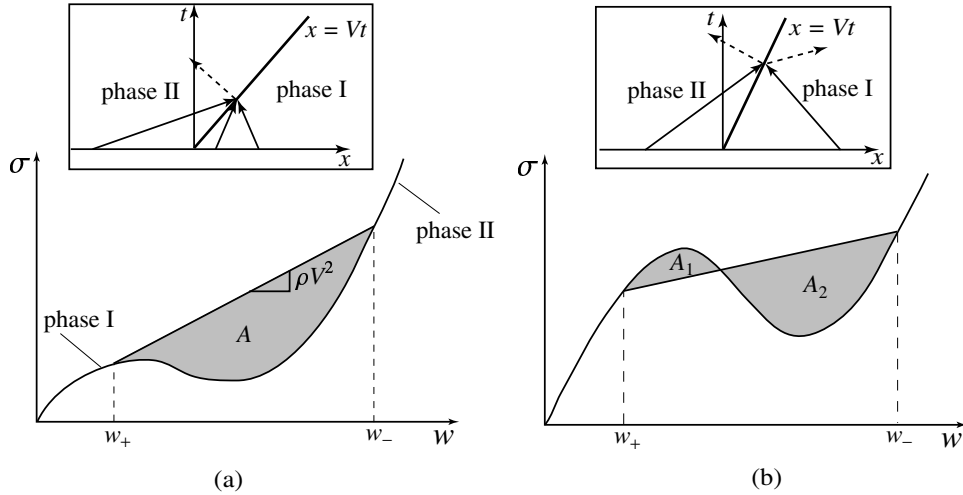 t
x = Vt
phase II
phase I
x
σ
phase II
ρV²
phase I
A
w₊
w₋
w
(a)
t
x = Vt
phase II
phase I
x
σ
A₁
A₂
w₊
w₋
w
(b)